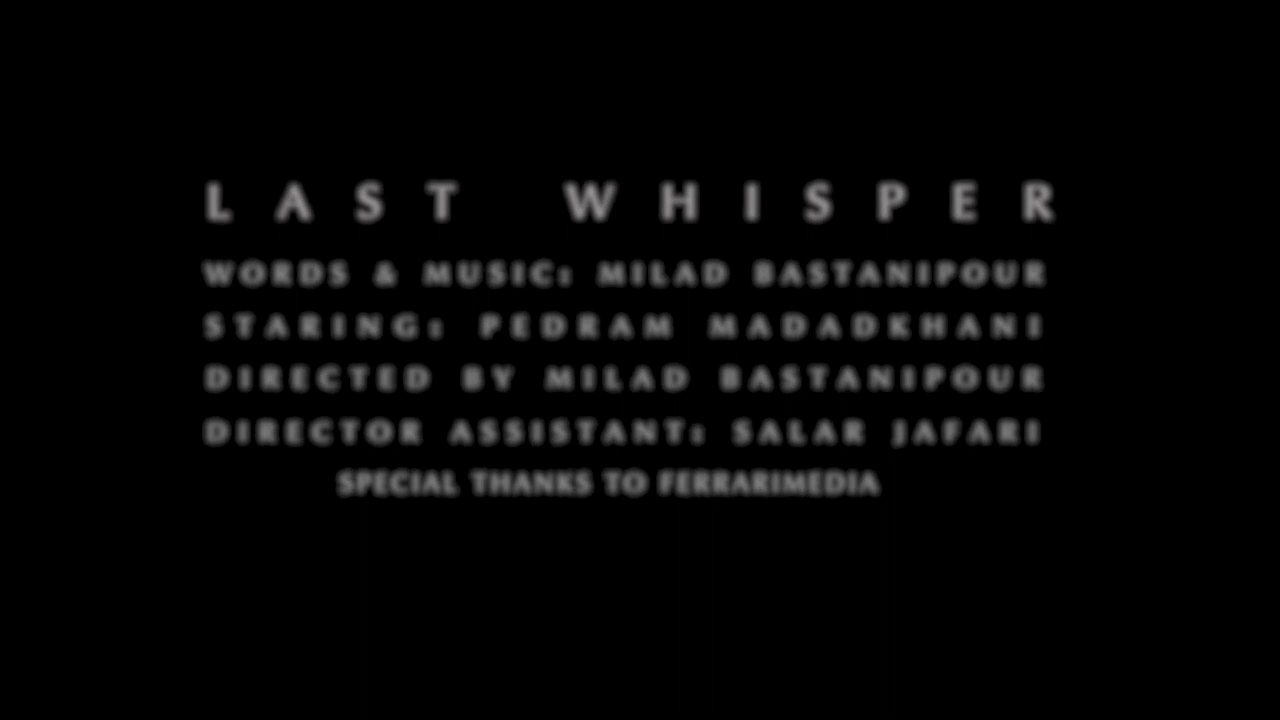 LAST WHISPER
WORDS & MUSIC: MILAD BASTANIPOUR
STARING: PEDRAM MADADKHANI
DIRECTED BY MILAD BASTANIPOUR
DIRECTOR ASSISTANT: SALAR JAFARI
SPECIAL THANKS TO FERRARIMEDIA